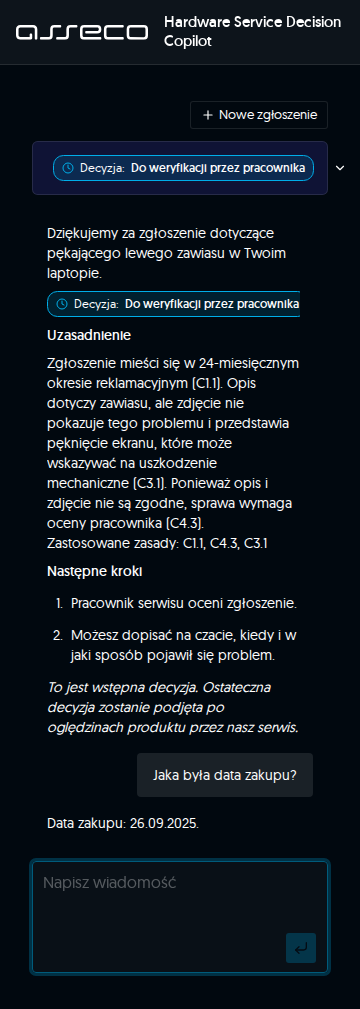 asseco
Hardware Service Decision
Copilot
+ Nowe zgłoszenie
Decyzja: Do weryfikacji przez pracownika
Dziękujemy za zgłoszenie dotyczące
pękającego lewego zawiasu w Twoim
laptopie.
Decyzja: Do weryfikacji przez pracownika
Uzasadnienie
Zgłoszenie mieści się w 24-miesięcznym
okresie reklamacyjnym (C1.1). Opis
dotyczy zawiasu, ale zdjęcie nie
pokazuje tego problemu i przedstawia
pęknięcie ekranu, które może
wskazywać na uszkodzenie
mechaniczne (C3.1). Ponieważ opis i
zdjęcie nie są zgodne, sprawa wymaga
oceny pracownika (C4.3).
Zastosowane zasady: C1.1, C4.3, C3.1
Następne kroki
1. Pracownik serwisu oceni zgłoszenie.
2. Możesz dopisać na czacie, kiedy i w
jaki sposób pojawił się problem.
To jest wstępna decyzja. Ostateczna
decyzja zostanie podjęta po
oględzinach produktu przez nasz serwis.
Jaka była data zakupu?
Data zakupu: 26.09.2025.
Napisz wiadomość